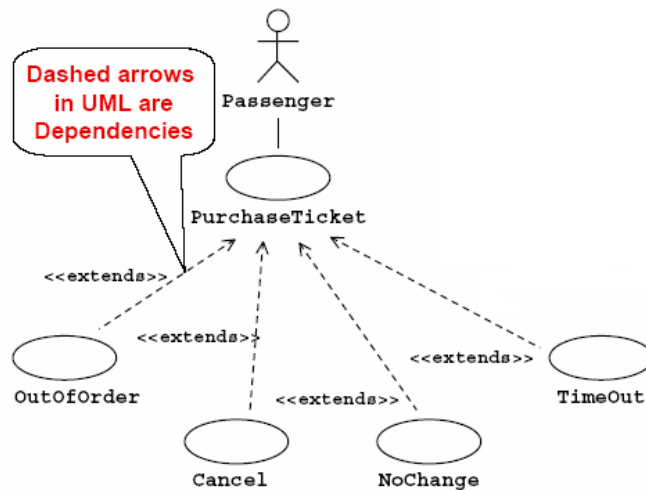 Dashed arrows
in UML are
Dependencies
Passenger
PurchaseTicket
<<extends>>
<<extends>>
<<extends>>
<<extends>>
OutOfOrder
TimeOut
Cancel
NoChange